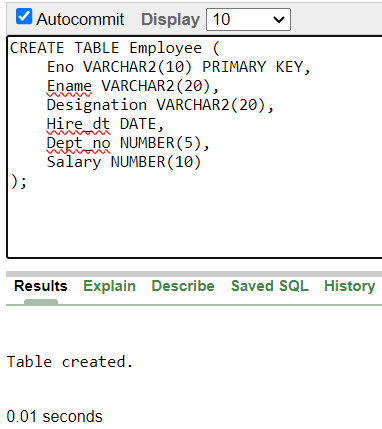 Autocommit Display 10
CREATE TABLE Employee (
    Eno VARCHAR2(10) PRIMARY KEY,
    Ename VARCHAR2(20),
    Designation VARCHAR2(20),
    Hire_dt DATE,
    Dept_no NUMBER(5),
    Salary NUMBER(10)
);
Results Explain Describe Saved SQL History
Table created.
0.01 seconds